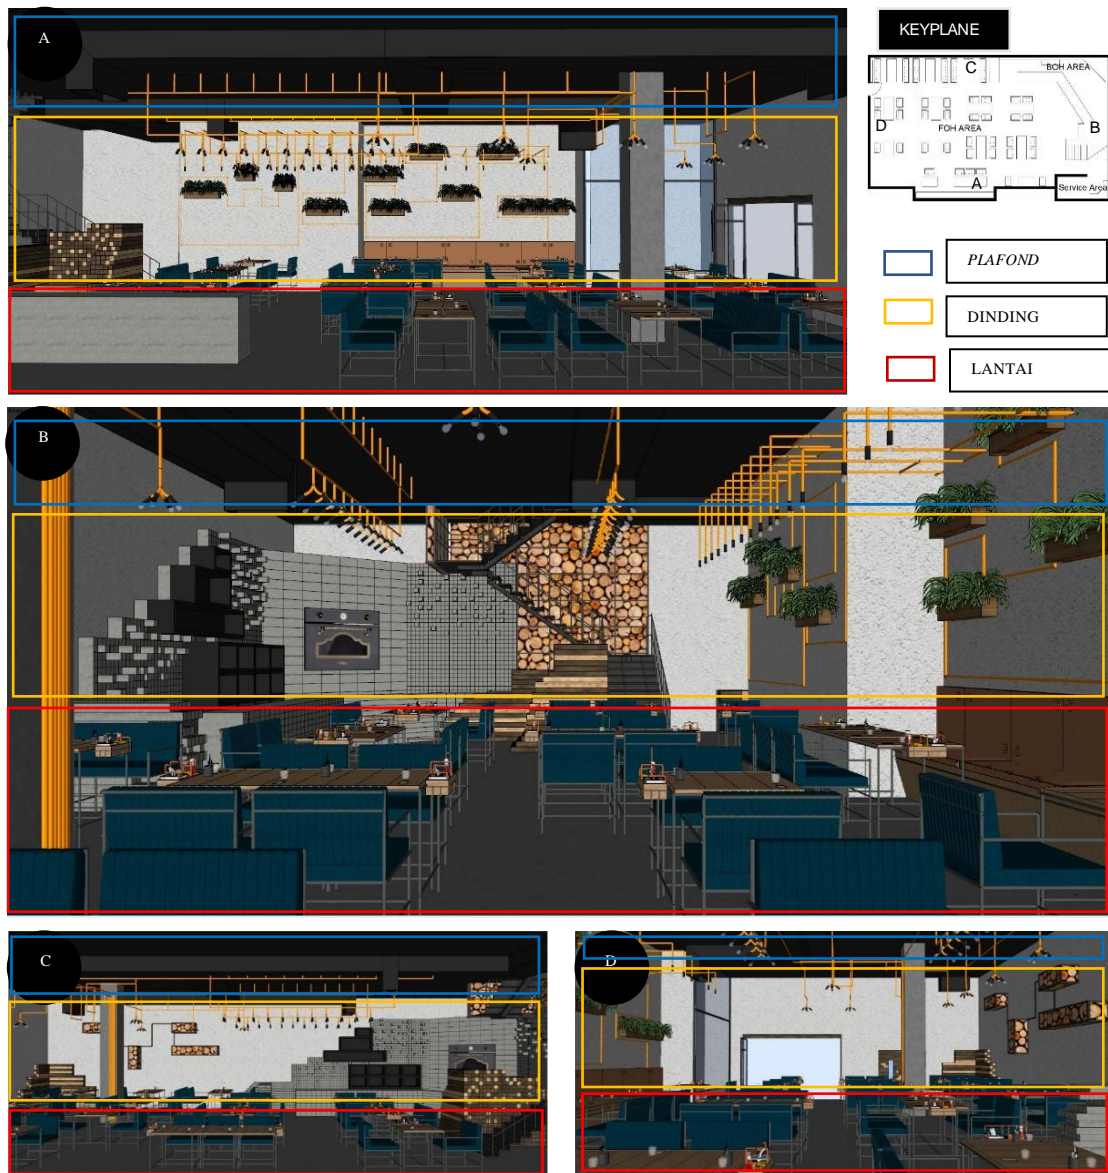 A
KEYPLANE
C
BOH AREA
D
FOH AREA
B
A
Service Area
PLAFOND
DINDING
LANTAI
B
C
D